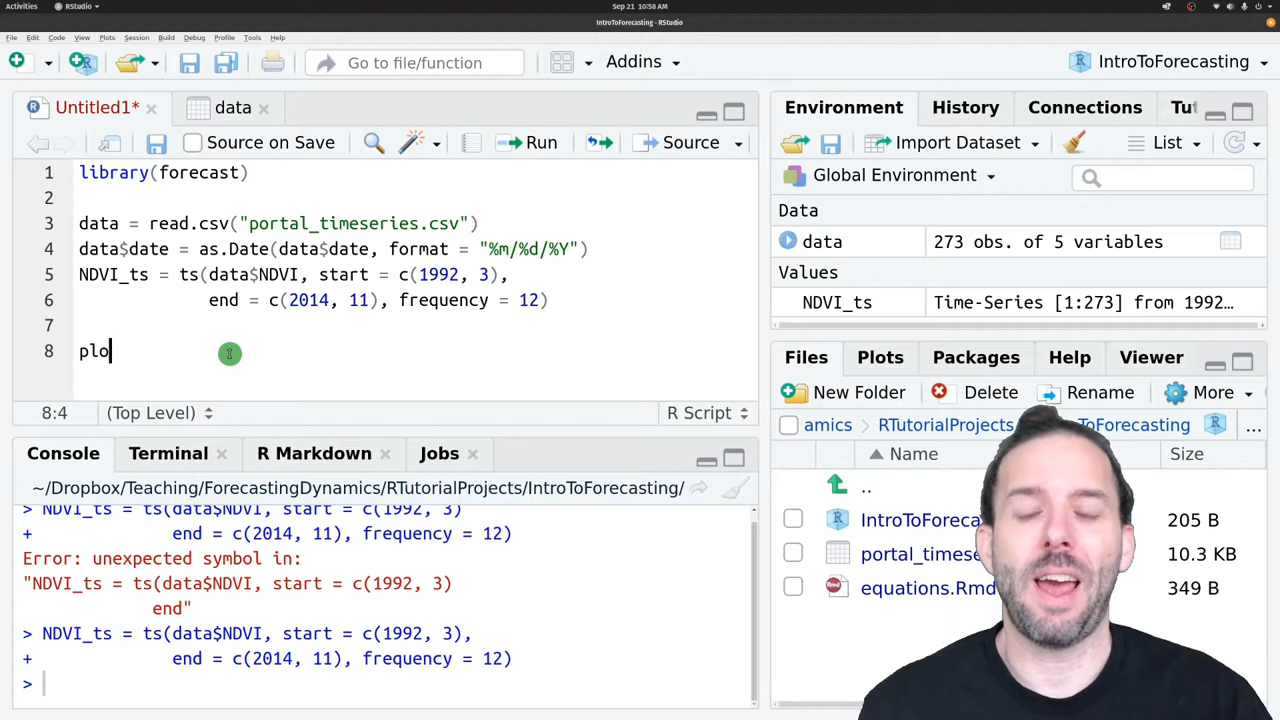 Activities
RStudio
Sep 21 10:58 AM
IntroToForecasting - RStudio
File Edit Code View Plots Session Build Debug Profile Tools Help
Go to file/function
Addins
IntroToForecasting
Untitled1*
data
Source on Save
Run
Source
1 library(forecast)
2
3 data = read.csv("portal_timeseries.csv")
4 data$date = as.Date(data$date, format = "%m/%d/%Y")
5 NDVI_ts = ts(data$NDVI, start = c(1992, 3),
6 end = c(2014, 11), frequency = 12)
7
8 plo
8:4
(Top Level)
R Script
Console
Terminal
R Markdown
Jobs
~/Dropbox/Teaching/ForecastingDynamics/RTutorialProjects/IntroToForecasting/
> NDVI_ts = ts(data$NDVI, start = c(1992, 3)
+ end = c(2014, 11), frequency = 12)
Error: unexpected symbol in:
"NDVI_ts = ts(data$NDVI, start = c(1992, 3)
end"
> NDVI_ts = ts(data$NDVI, start = c(1992, 3),
+ end = c(2014, 11), frequency = 12)
>
Environment
History
Connections
Tut
Import Dataset
List
Global Environment
Data
data 273 obs. of 5 variables
Values
NDVI_ts Time-Series [1:273] from 1992…
Files
Plots
Packages
Help
Viewer
New Folder
Delete
Rename
More
amics
RTutorialProjects
ToForecasting
...
Name
Size
..
IntroToForeca 205 B
portal_timese 10.3 KB
equations.Rmd 349 B